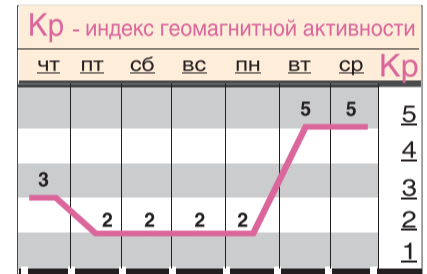 Кр - индекс геомагнитной активности
чт пт сб вс пн вт ср Кр
5 5 5
4
3 3
2 2 2 2 2
1